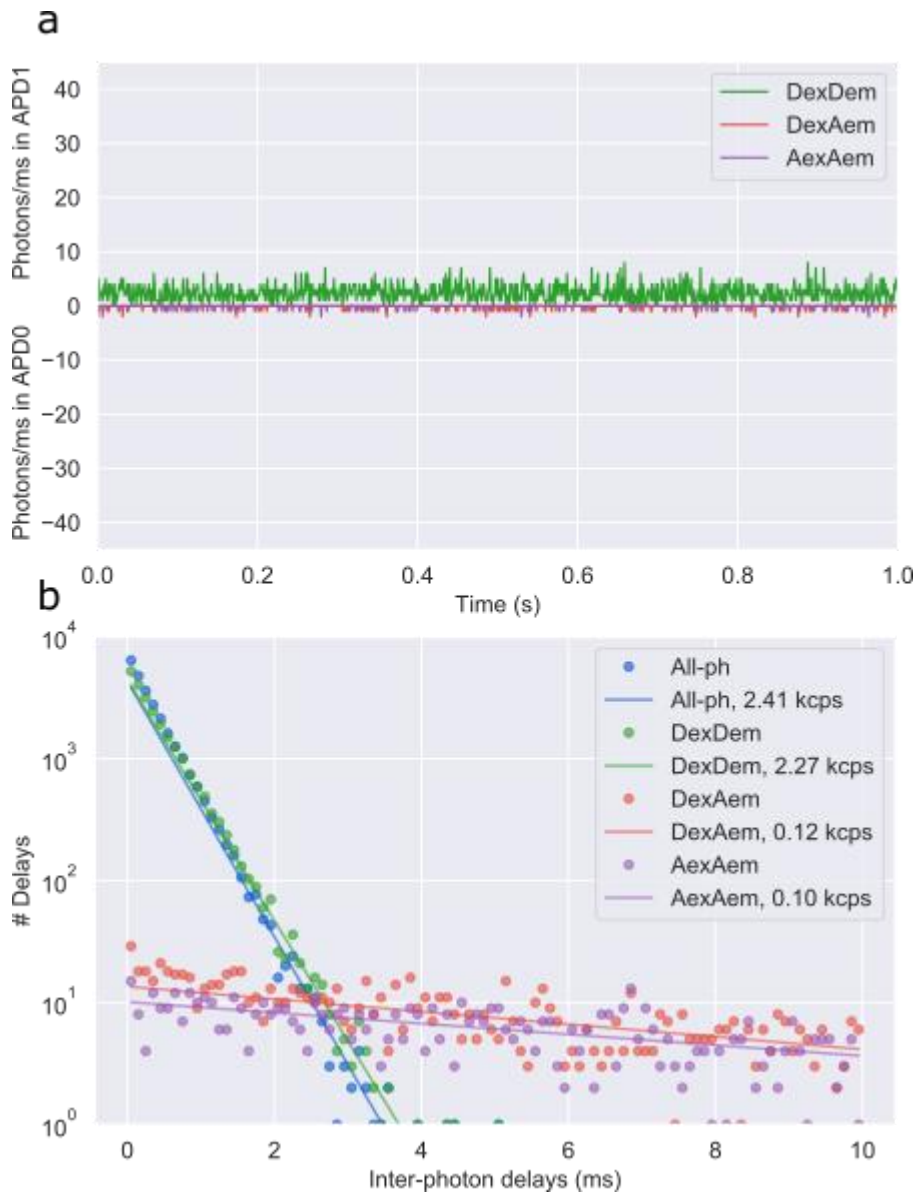 a
Photons/ms in APD1
Photons/ms in APD0
40
30
20
10
0
−10
−20
−30
−40
DexDem
DexAem
AexAem
0.0 0.2 0.4 0.6 0.8 1.0
Time (s)
b
# Delays
10^4
10^3
10^2
10^1
10^0
All-ph
All-ph, 2.41 kcps
DexDem
DexDem, 2.27 kcps
DexAem
DexAem, 0.12 kcps
AexAem
AexAem, 0.10 kcps
0 2 4 6 8 10
Inter-photon delays (ms)